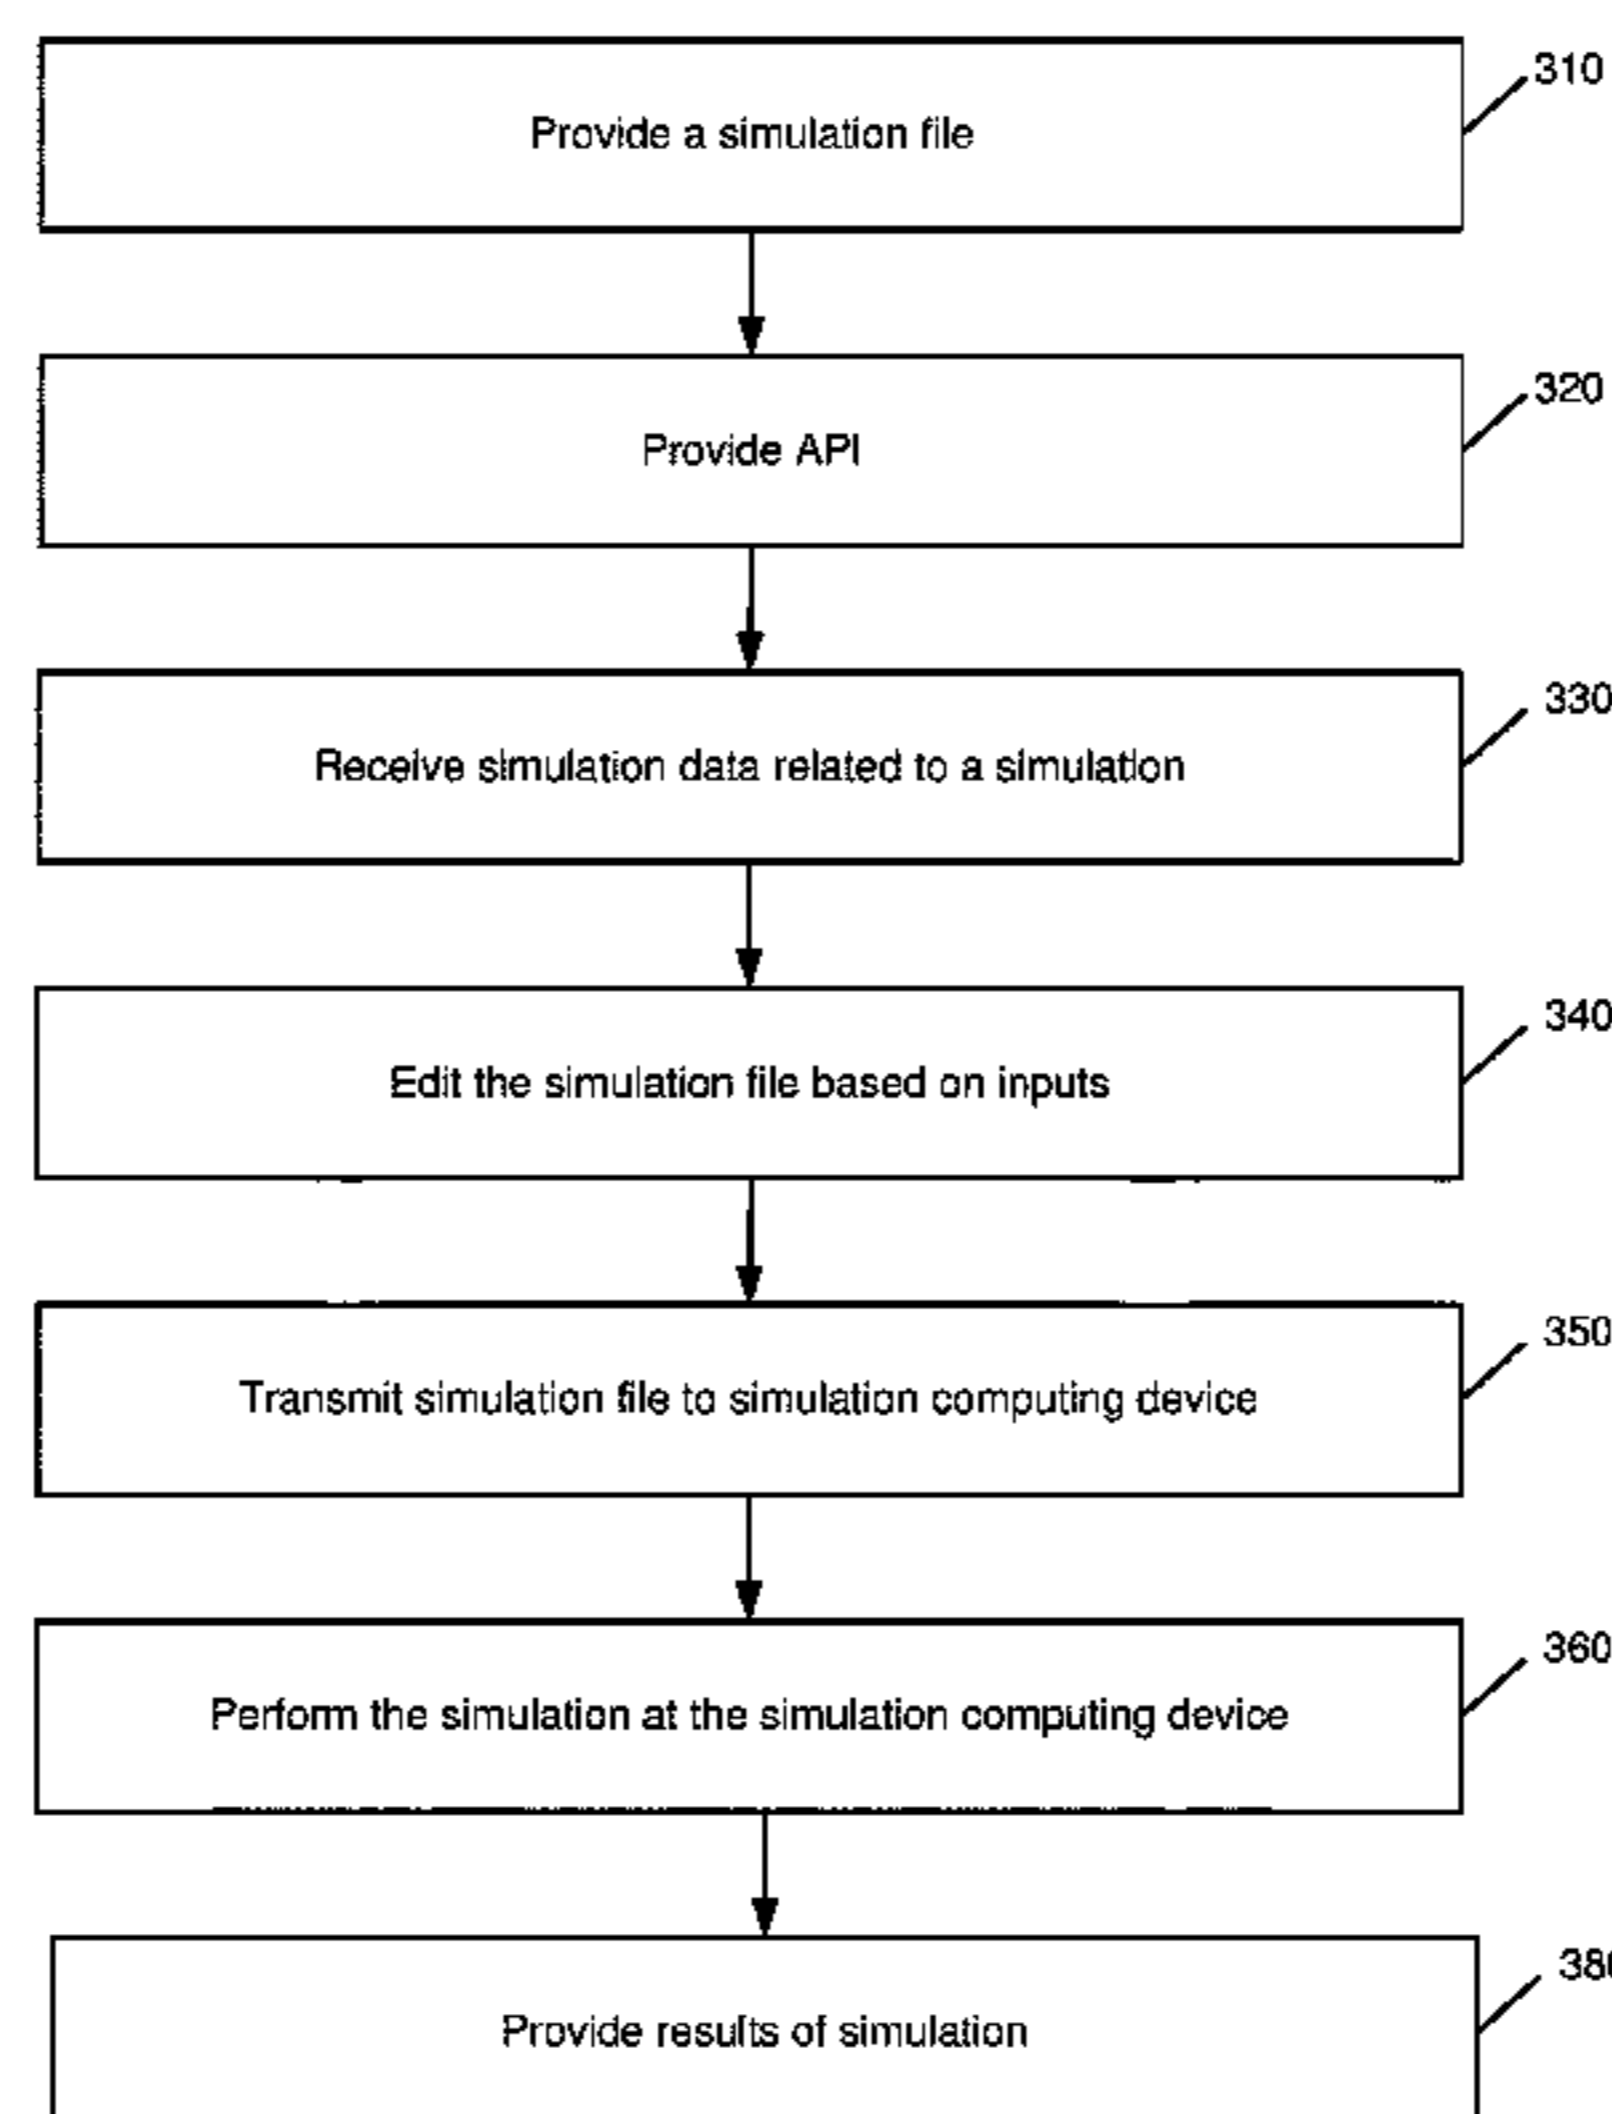 310
Provide a simulation file
320
Provide API
330
Receive simulation data related to a simulation
340
Edit the simulation file based on inputs
350
Transmit simulation file to simulation computing device
360
Perform the simulation at the simulation computing device
380
Provide results of simulation